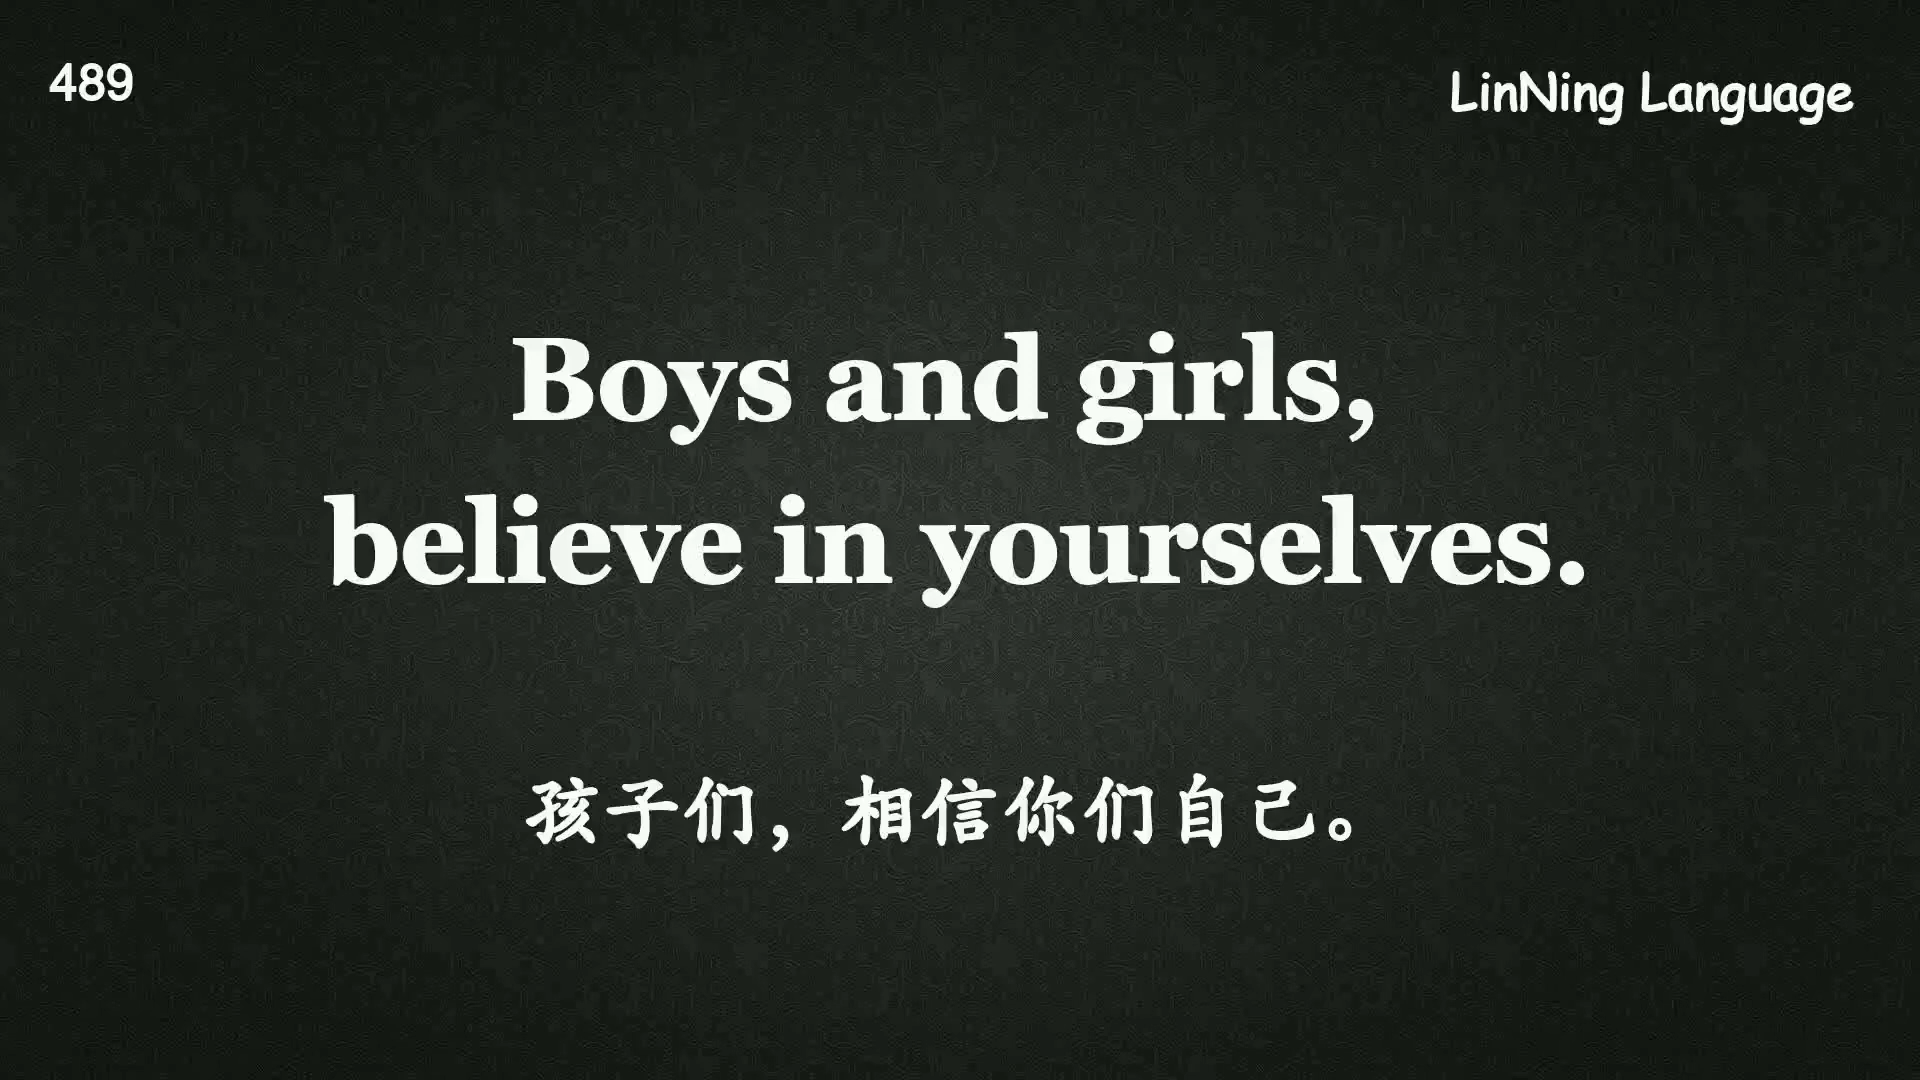 489
LinNing Language
Boys and girls,
believe in yourselves.
孩子们，相信你们自己。